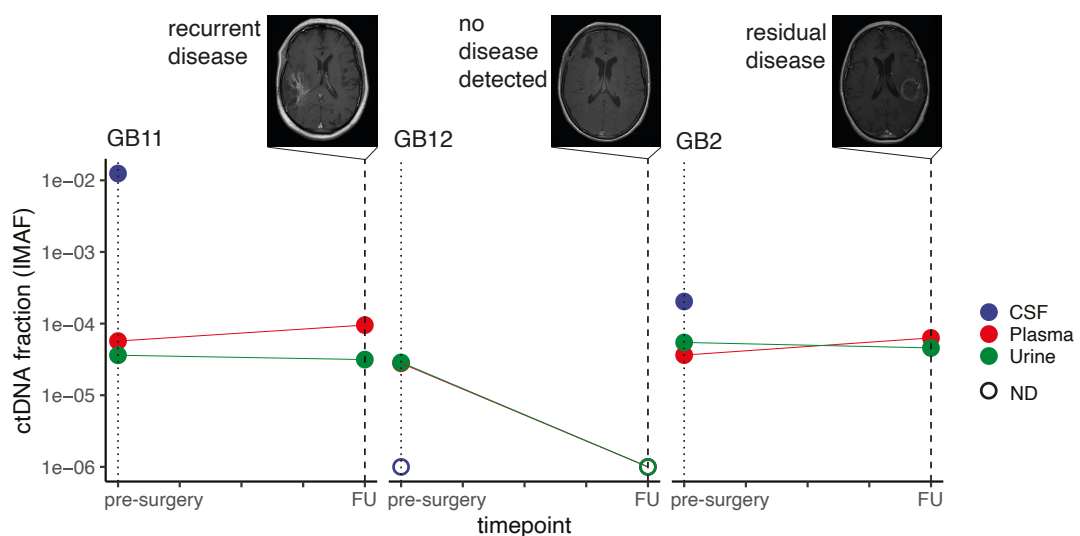 recurrent
disease
no
disease
detected
residual
disease
GB11
GB12
GB2
ctDNA fraction (IMAF)
1e−02
1e−03
1e−04
1e−05
1e−06
pre-surgery
FU
pre-surgery
FU
pre-surgery
FU
timepoint
CSF
Plasma
Urine
ND